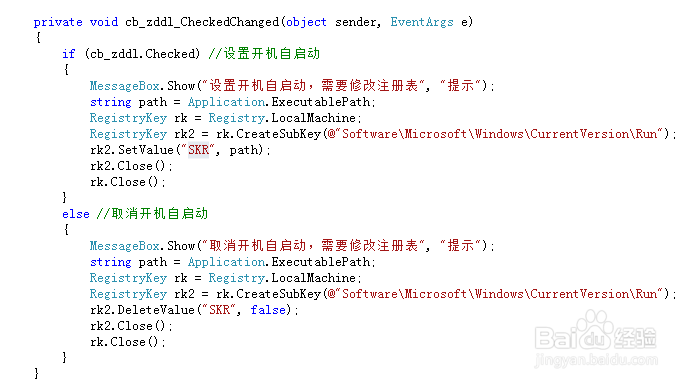 private void cb_zddl_CheckedChanged(object sender, EventArgs e)
{
    if (cb_zddl.Checked) //设置开机自启动
    {
        MessageBox.Show("设置开机自启动，需要修改注册表", "提示");
        string path = Application.ExecutablePath;
        RegistryKey rk = Registry.LocalMachine;
        RegistryKey rk2 = rk.CreateSubKey(@"Software\Microsoft\Windows\CurrentVersion\Run");
        rk2.SetValue("SKR", path);
        rk2.Close();
        rk.Close();
    }
    else //取消开机自启动
    {
        MessageBox.Show("取消开机自启动，需要修改注册表", "提示");
        string path = Application.ExecutablePath;
        RegistryKey rk = Registry.LocalMachine;
        RegistryKey rk2 = rk.CreateSubKey(@"Software\Microsoft\Windows\CurrentVersion\Run");
        rk2.DeleteValue("SKR", false);
        rk2.Close();
        rk.Close();
    }
}
Baidu经验
jingyan.baidu.com